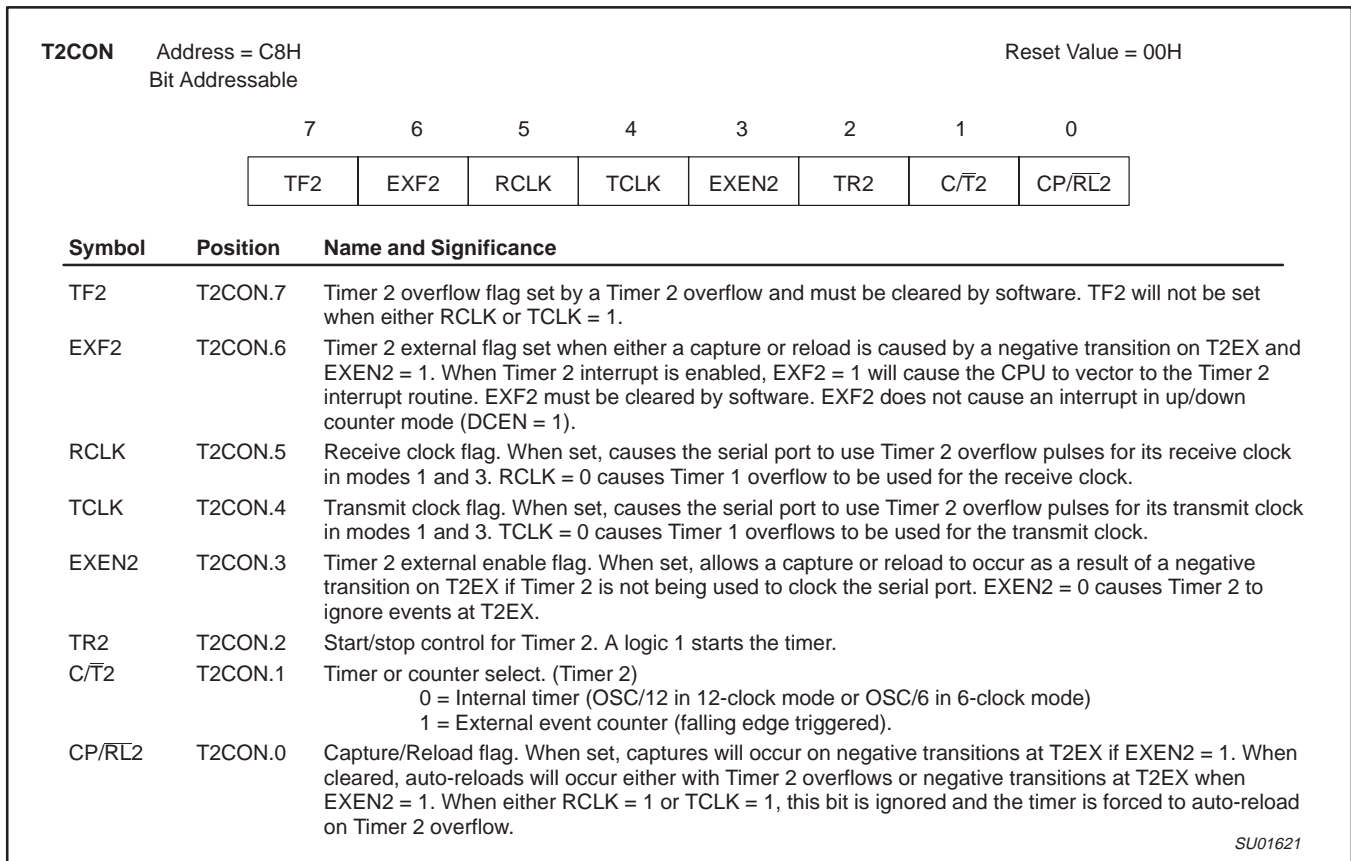 T2CON Address = C8H Reset Value = 00H
Bit Addressable
7 6 5 4 3 2 1 0
TF2 EXF2 RCLK TCLK EXEN2 TR2 C/T̅2 CP/R̅L̅2
Symbol Position Name and Significance
TF2 T2CON.7 Timer 2 overflow flag set by a Timer 2 overflow and must be cleared by software. TF2 will not be set
when either RCLK or TCLK = 1.
EXF2 T2CON.6 Timer 2 external flag set when either a capture or reload is caused by a negative transition on T2EX and
EXEN2 = 1. When Timer 2 interrupt is enabled, EXF2 = 1 will cause the CPU to vector to the Timer 2
interrupt routine. EXF2 must be cleared by software. EXF2 does not cause an interrupt in up/down
counter mode (DCEN = 1).
RCLK T2CON.5 Receive clock flag. When set, causes the serial port to use Timer 2 overflow pulses for its receive clock
in modes 1 and 3. RCLK = 0 causes Timer 1 overflow to be used for the receive clock.
TCLK T2CON.4 Transmit clock flag. When set, causes the serial port to use Timer 2 overflow pulses for its transmit clock
in modes 1 and 3. TCLK = 0 causes Timer 1 overflows to be used for the transmit clock.
EXEN2 T2CON.3 Timer 2 external enable flag. When set, allows a capture or reload to occur as a result of a negative
transition on T2EX if Timer 2 is not being used to clock the serial port. EXEN2 = 0 causes Timer 2 to
ignore events at T2EX.
TR2 T2CON.2 Start/stop control for Timer 2. A logic 1 starts the timer.
C/T̅2 T2CON.1 Timer or counter select. (Timer 2)
0 = Internal timer (OSC/12 in 12-clock mode or OSC/6 in 6-clock mode)
1 = External event counter (falling edge triggered).
CP/R̅L̅2 T2CON.0 Capture/Reload flag. When set, captures will occur on negative transitions at T2EX if EXEN2 = 1. When
cleared, auto-reloads will occur either with Timer 2 overflows or negative transitions at T2EX when
EXEN2 = 1. When either RCLK = 1 or TCLK = 1, this bit is ignored and the timer is forced to auto-reload
on Timer 2 overflow.
SU01621